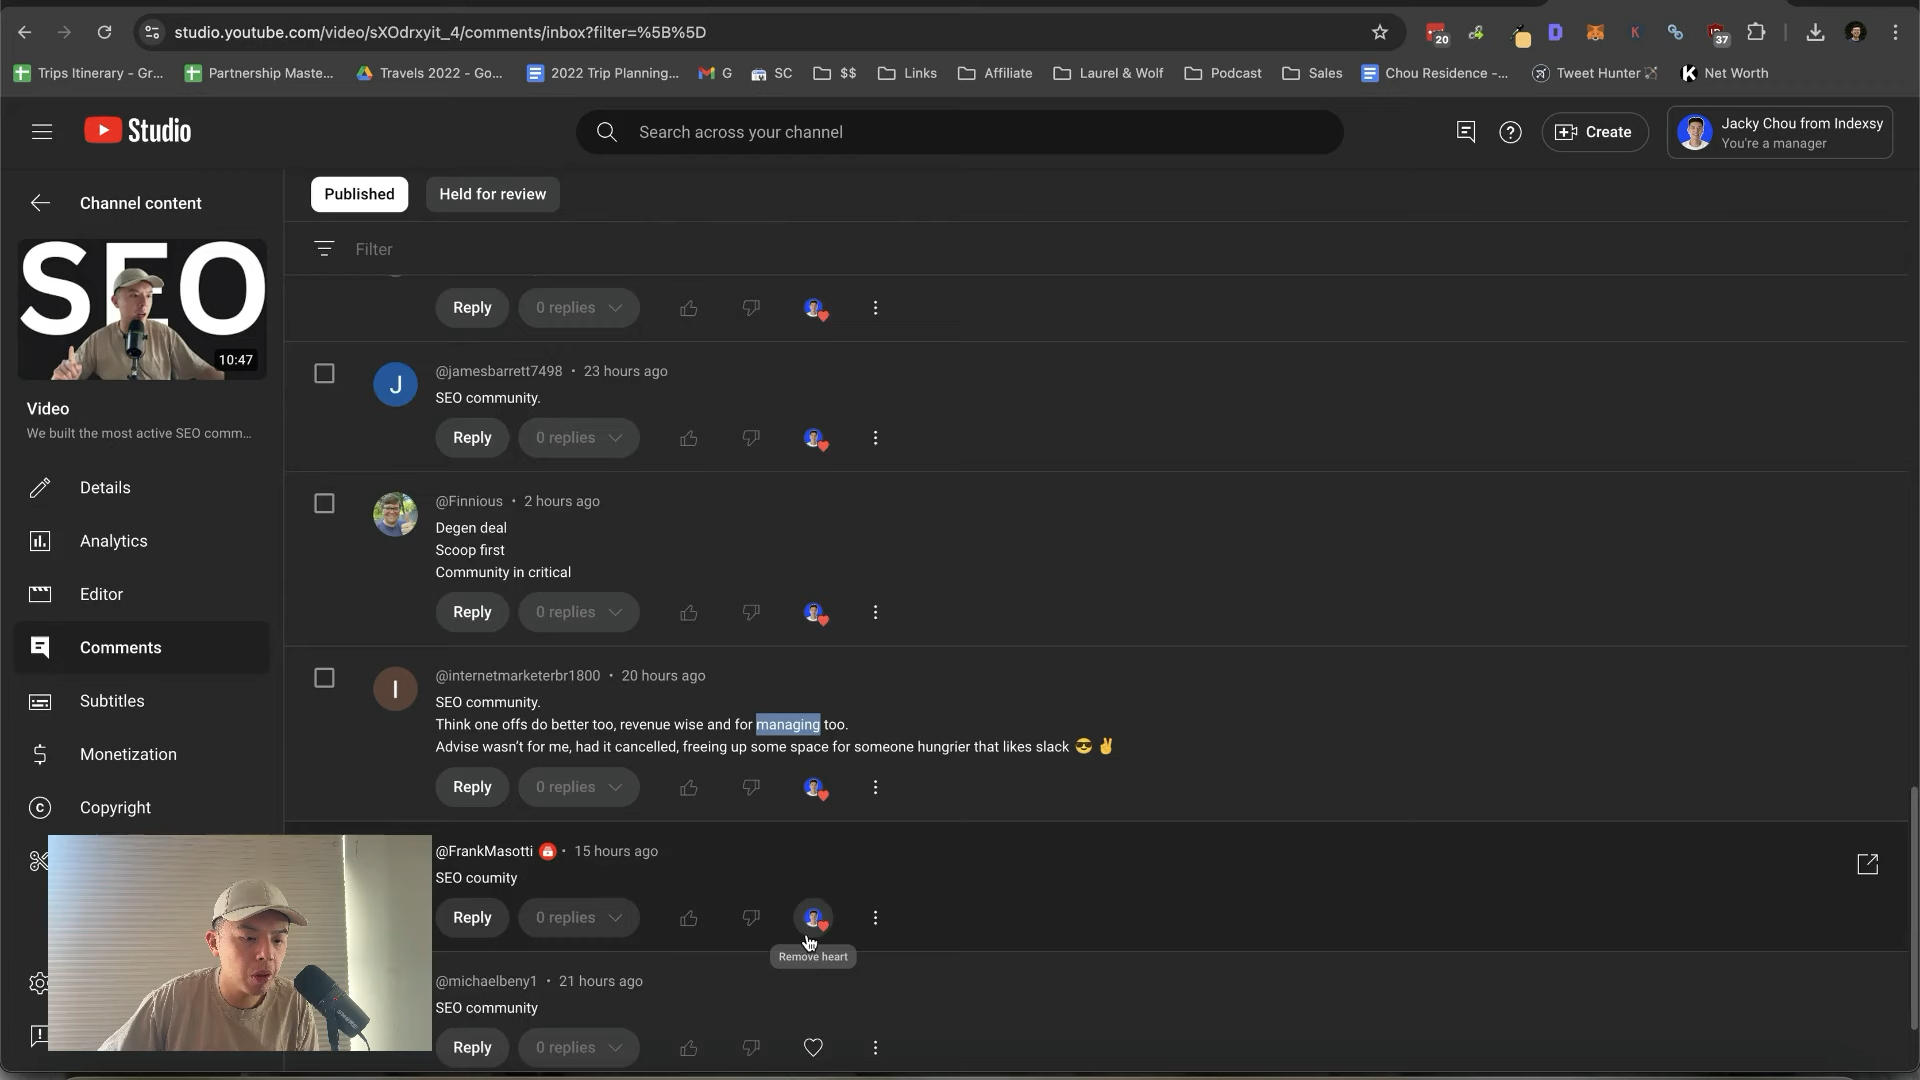 studio.youtube.com/video/sXOdrxyit_4/comments/inbox?filter=%5B%5D
20
37
Trips Itinerary - Gr...
Partnership Maste...
Travels 2022 - Go...
2022 Trip Planning...
G
SC
$$
Links
Affiliate
Laurel & Wolf
Podcast
Sales
Chou Residence -...
Tweet Hunter
Net Worth
Studio
Search across your channel
Create
Jacky Chou from Indexsy
You're a manager
Channel content
SEO
10:47
Video
We built the most active SEO comm...
Details
Analytics
Editor
Comments
Subtitles
Monetization
Copyright
Published
Held for review
Filter
Reply
0 replies
J
@jamesbarrett7498 • 23 hours ago
SEO community.
Reply
0 replies
@Finnious • 2 hours ago
Degen deal
Scoop first
Community in critical
Reply
0 replies
I
@internetmarketerbr1800 • 20 hours ago
SEO community.
Think one offs do better too, revenue wise and for managing too.
Advise wasn't for me, had it cancelled, freeing up some space for someone hungrier that likes slack 😎 ✌️
Reply
0 replies
@FrankMasotti • 15 hours ago
SEO coumity
Reply
0 replies
Remove heart
@michaelbeny1 • 21 hours ago
SEO community
Reply
0 replies